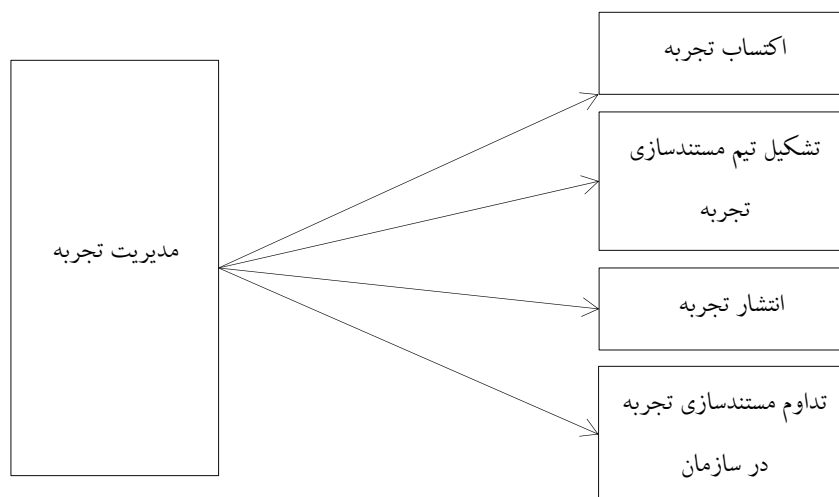 اکتساب تجربه
تشکیل تیم مستندسازی
تجربه
مدیریت تجربه
انتشار تجربه
تداوم مستندسازی تجربه
در سازمان